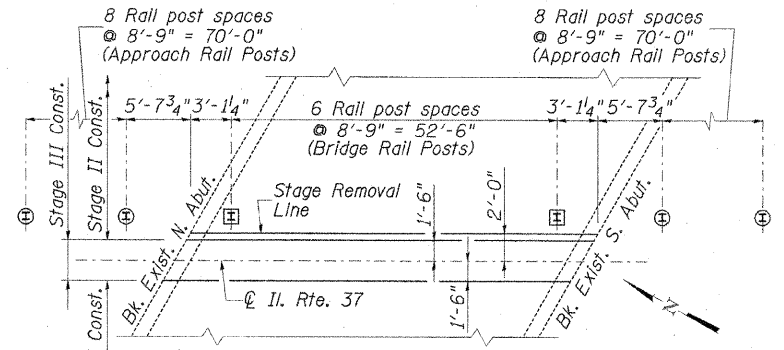 8 Rail post spaces
@ 8'-9" = 70'-0"
(Approach Rail Posts)
8 Rail post spaces
@ 8'-9" = 70'-0"
(Approach Rail Posts)
5'-7¾"
3'-1¼"
6 Rail post spaces
@ 8'-9" = 52'-6"
(Bridge Rail Posts)
3'-1¼"
5'-7¾"
Stage III Const.
Stage II Const.
Bk. Exist. N. Abut.
Stage Removal
Line
1'-6"
2'-0"
Bk. Exist. S. Abut.
H
H
H
H
H
H
℄ Il. Rte. 37
1'-6"
Const.
N